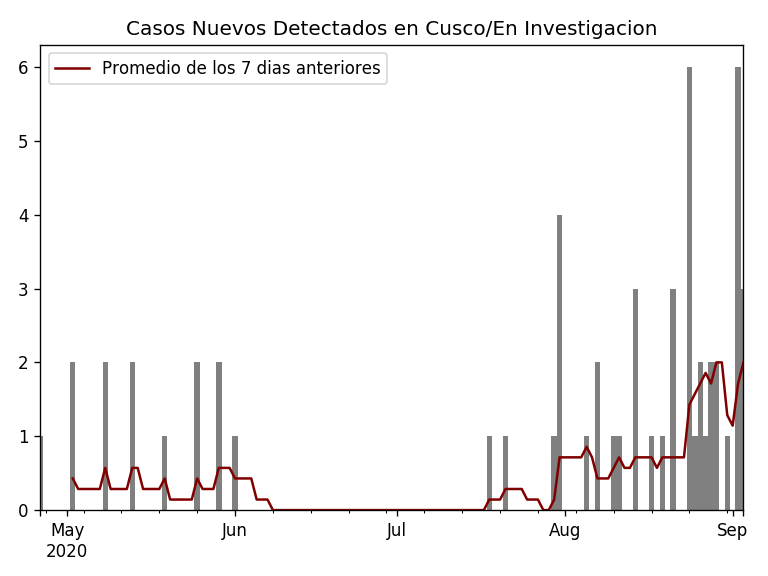 Casos Nuevos Detectados en Cusco/En Investigacion
Promedio de los 7 dias anteriores
6
5
4
3
2
1
0
May Jun Jul Aug Sep
2020